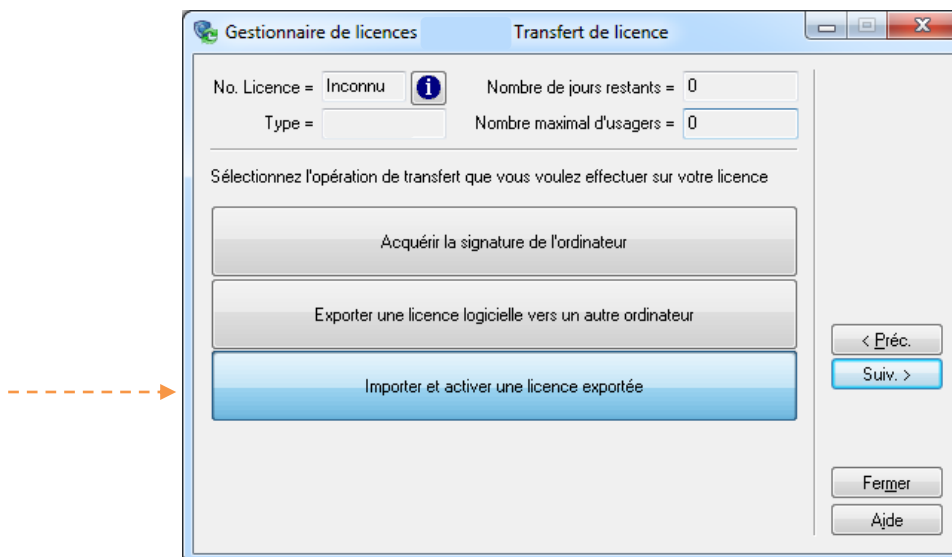 Gestionnaire de licences Transfert de licence
No. Licence = Inconnu Nombre de jours restants = 0
Type = Nombre maximal d'usagers = 0
Sélectionnez l'opération de transfert que vous voulez effectuer sur votre licence
Acquérir la signature de l'ordinateur
Exporter une licence logicielle vers un autre ordinateur
< Préc.
Importer et activer une licence exportée
Suiv. >
Fermer
Aide